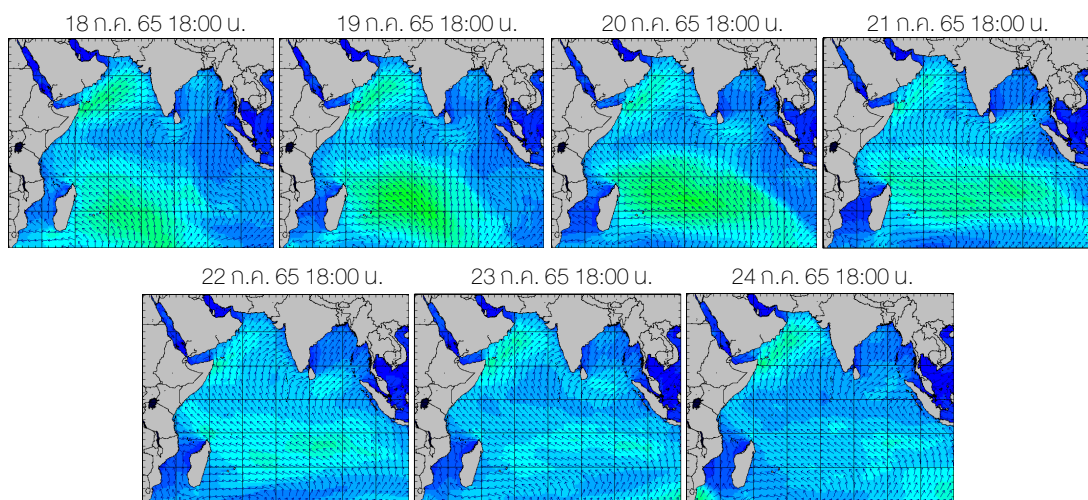 18 ก.ค. 65 18:00 น.
19 ก.ค. 65 18:00 น.
20 ก.ค. 65 18:00 น.
21 ก.ค. 65 18:00 น.
22 ก.ค. 65 18:00 น.
23 ก.ค. 65 18:00 น.
24 ก.ค. 65 18:00 น.